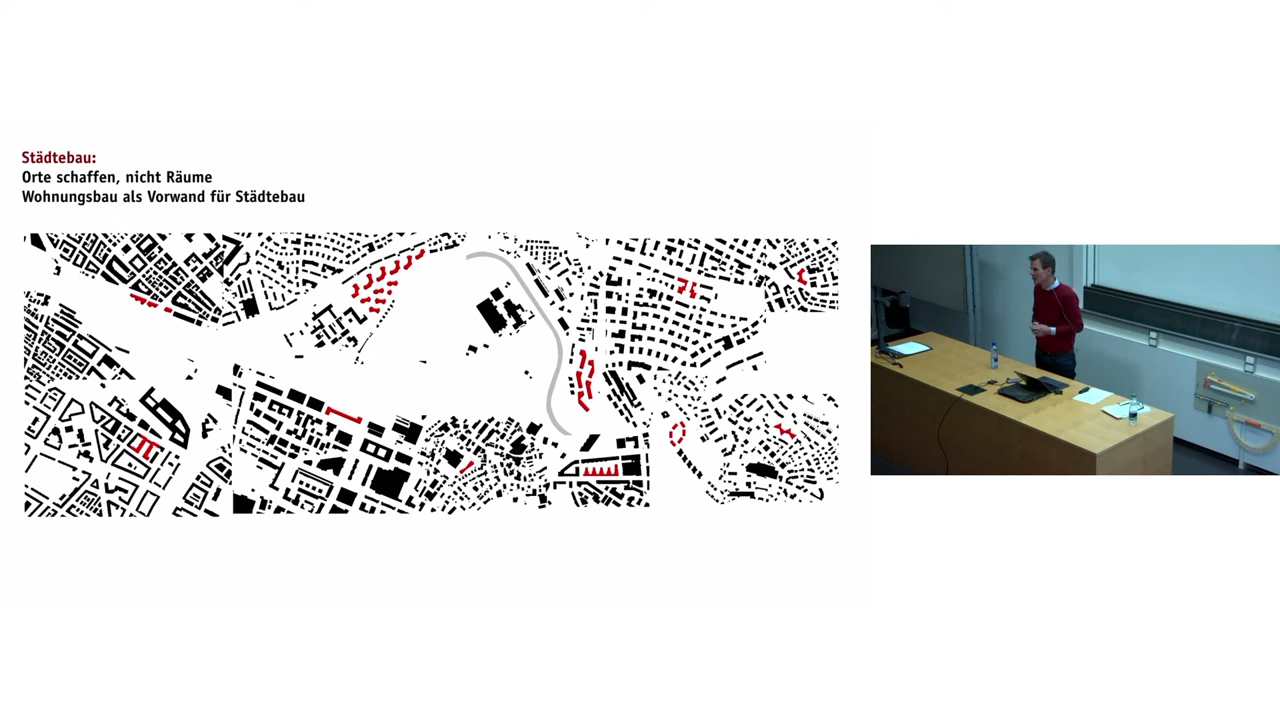 Städtebau:
Orte schaffen, nicht Räume
Wohnungsbau als Vorwand für Städtebau